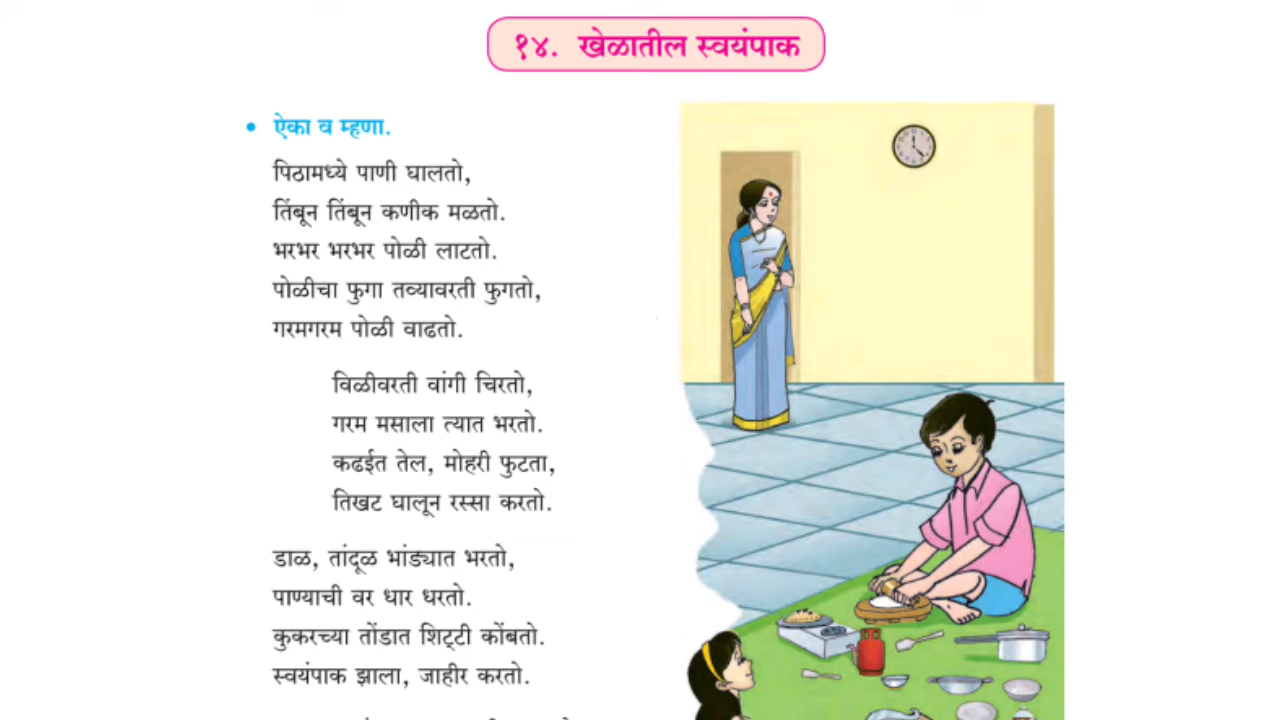 १४. खेळातील स्वयंपाक
• ऐका व म्हणा.
पिठामध्ये पाणी घालतो,
तिंबून तिंबून कणीक मळतो.
भरभर भरभर पोळी लाटतो.
पोळीचा फुगा तव्यावरती फुगतो,
गरमगरम पोळी वाढतो.
विळीवरती वांगी चिरतो,
गरम मसाला त्यात भरतो.
कढईत तेल, मोहरी फुटता,
तिखट घालून रस्सा करतो.
डाळ, तांदूळ भांड्यात भरतो,
पाण्याची वर धार धरतो.
कुकरच्या तोंडात शिट्टी कोंबतो.
स्वयंपाक झाला, जाहीर करतो.